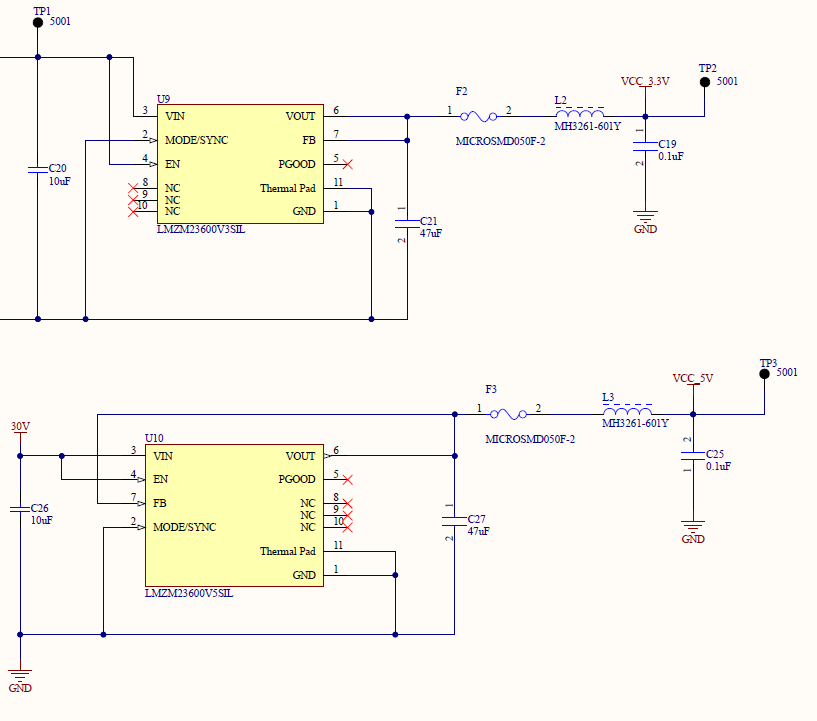 TP1
5001
TP2
5001
VCC_3.3V
U9
3 VIN VOUT 6
2 MODE/SYNC FB 7
4 EN PGOOD 5
8 NC Thermal Pad 11
9 NC
10 NC GND 1
LMZM23600V3SIL
C20
10uF
F2
1 2
MICROSMD050F-2
L2
MH3261-601Y
1
C19
0.1uF
2
GND
1
C21
47uF
2
TP3
5001
VCC_5V
F3
1 2
MICROSMD050F-2
L3
MH3261-601Y
2
C25
0.1uF
1
GND
30V
U10
3 VIN VOUT 6
4 EN PGOOD 5
7 FB NC 8
NC 9
2 MODE/SYNC NC 10
Thermal Pad 11
GND 1
LMZM23600V5SIL
C26
10uF
1
C27
47uF
2
GND